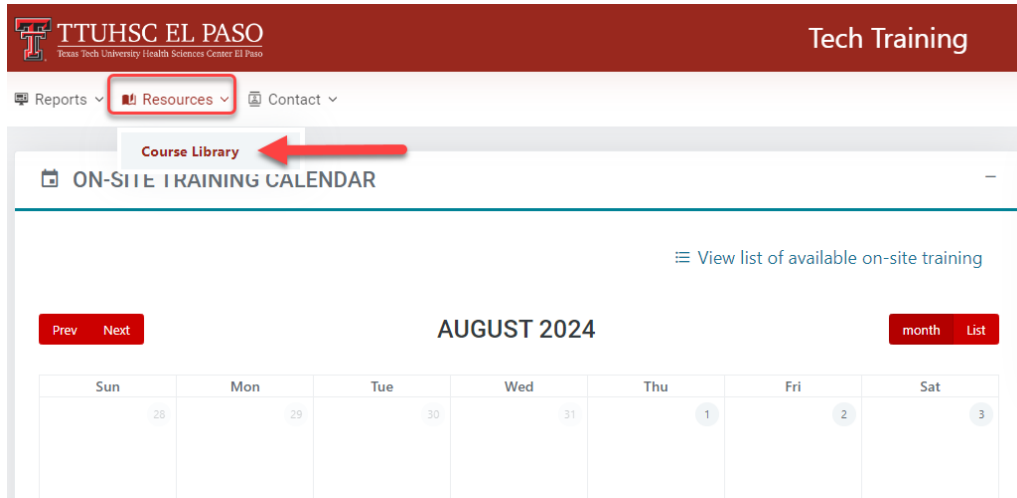 TTUHSC EL PASO
Texas Tech University Health Sciences Center El Paso
Tech Training
Reports Resources Contact
Course Library
ON-SITE TRAINING CALENDAR
View list of available on-site training
Prev Next AUGUST 2024 month List
Sun Mon Tue Wed Thu Fri Sat
28 29 30 31 1 2 3